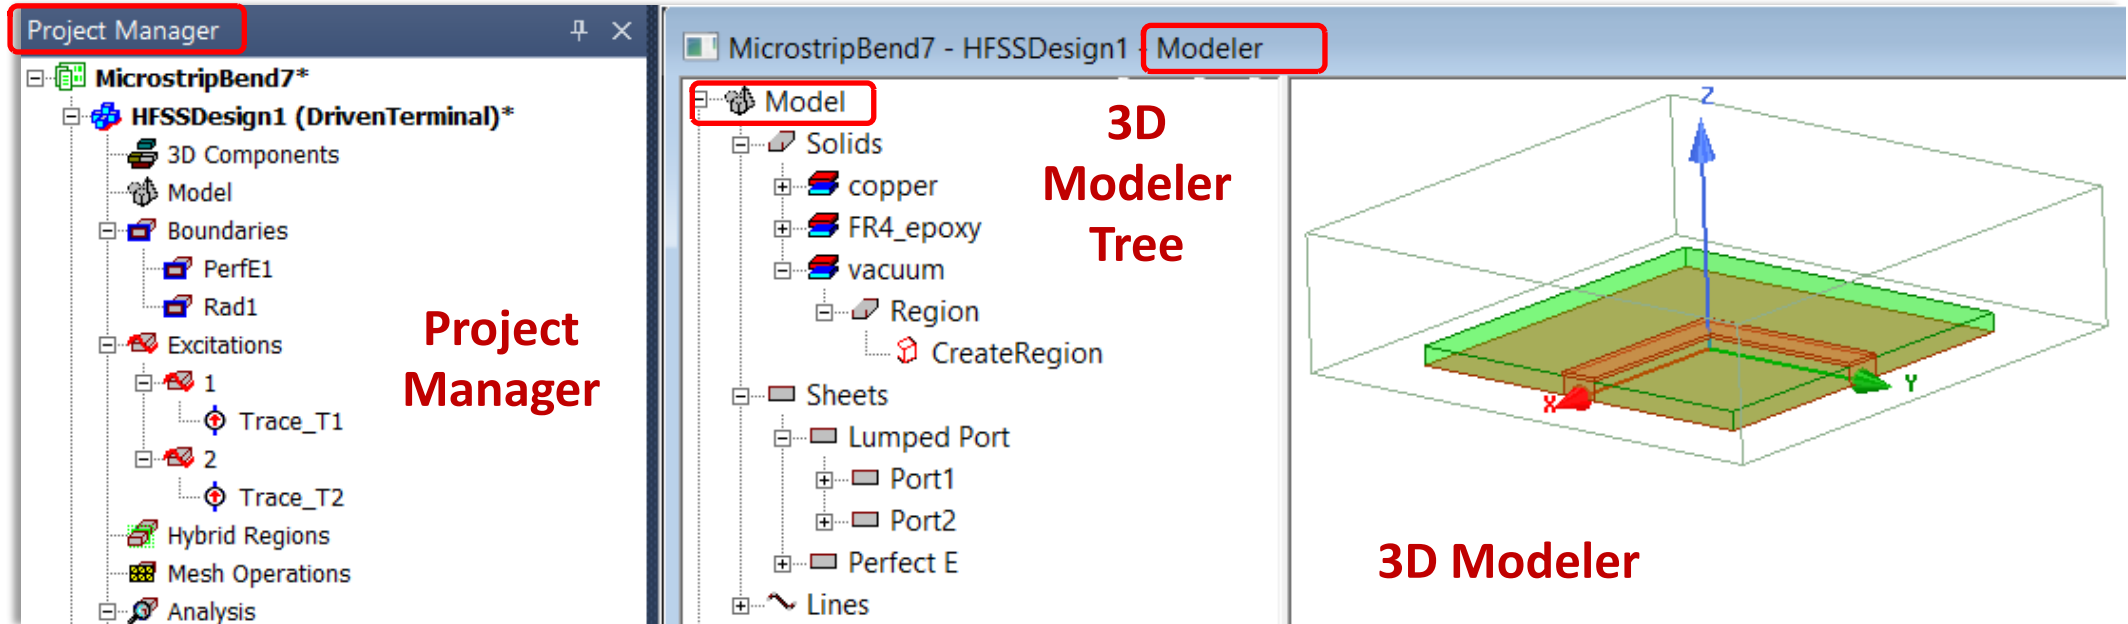 Project Manager
MicrostripBend7*
HFSSDesign1 (DrivenTerminal)*
3D Components
Model
Boundaries
PerfE1
Rad1
Excitations
1
Trace_T1
2
Trace_T2
Hybrid Regions
Mesh Operations
Analysis
Project
Manager
MicrostripBend7 - HFSSDesign1 - Modeler
Model
Solids
copper
FR4_epoxy
vacuum
Region
CreateRegion
Sheets
Lumped Port
Port1
Port2
Perfect E
Lines
3D
Modeler
Tree
Z
X
Y
3D Modeler